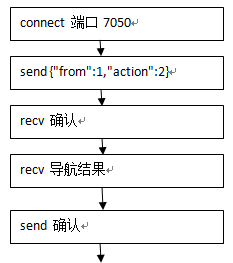 connect 端口 7050
send{"from":1,"action":2}
recv 确认
recv 导航结果
send 确认